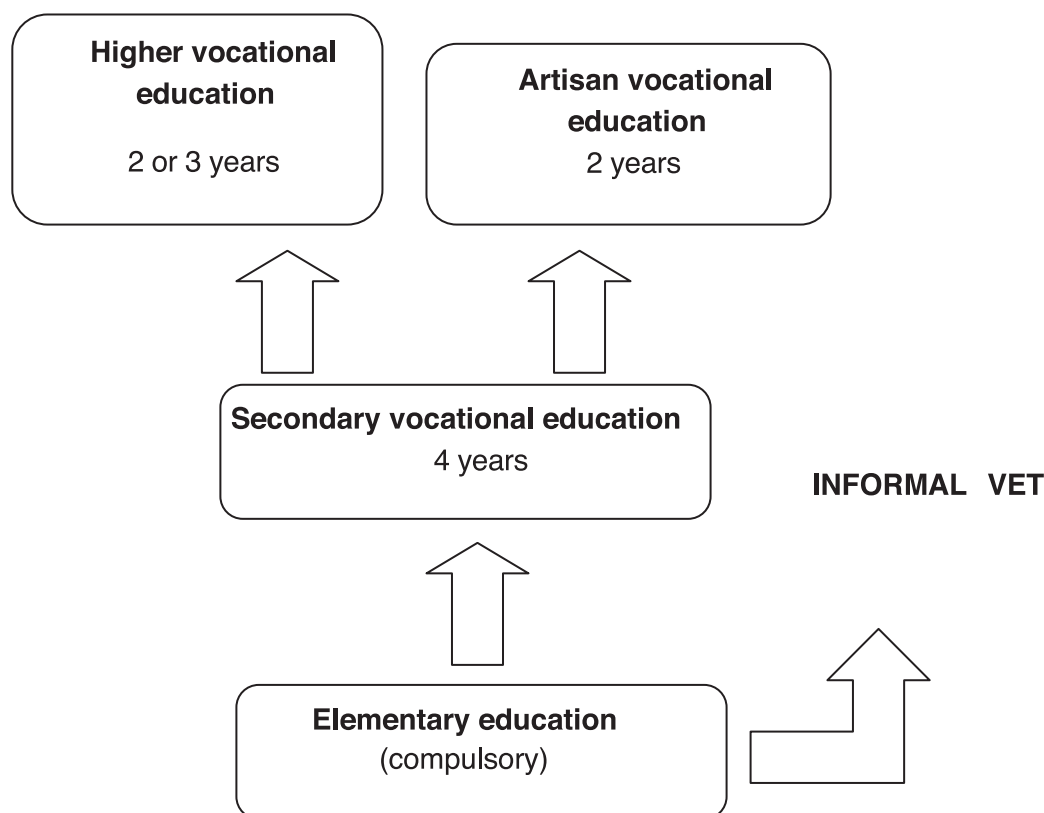 Higher vocational
education
2 or 3 years
Artisan vocational
education
2 years
Secondary vocational education
4 years
INFORMAL VET
Elementary education
(compulsory)